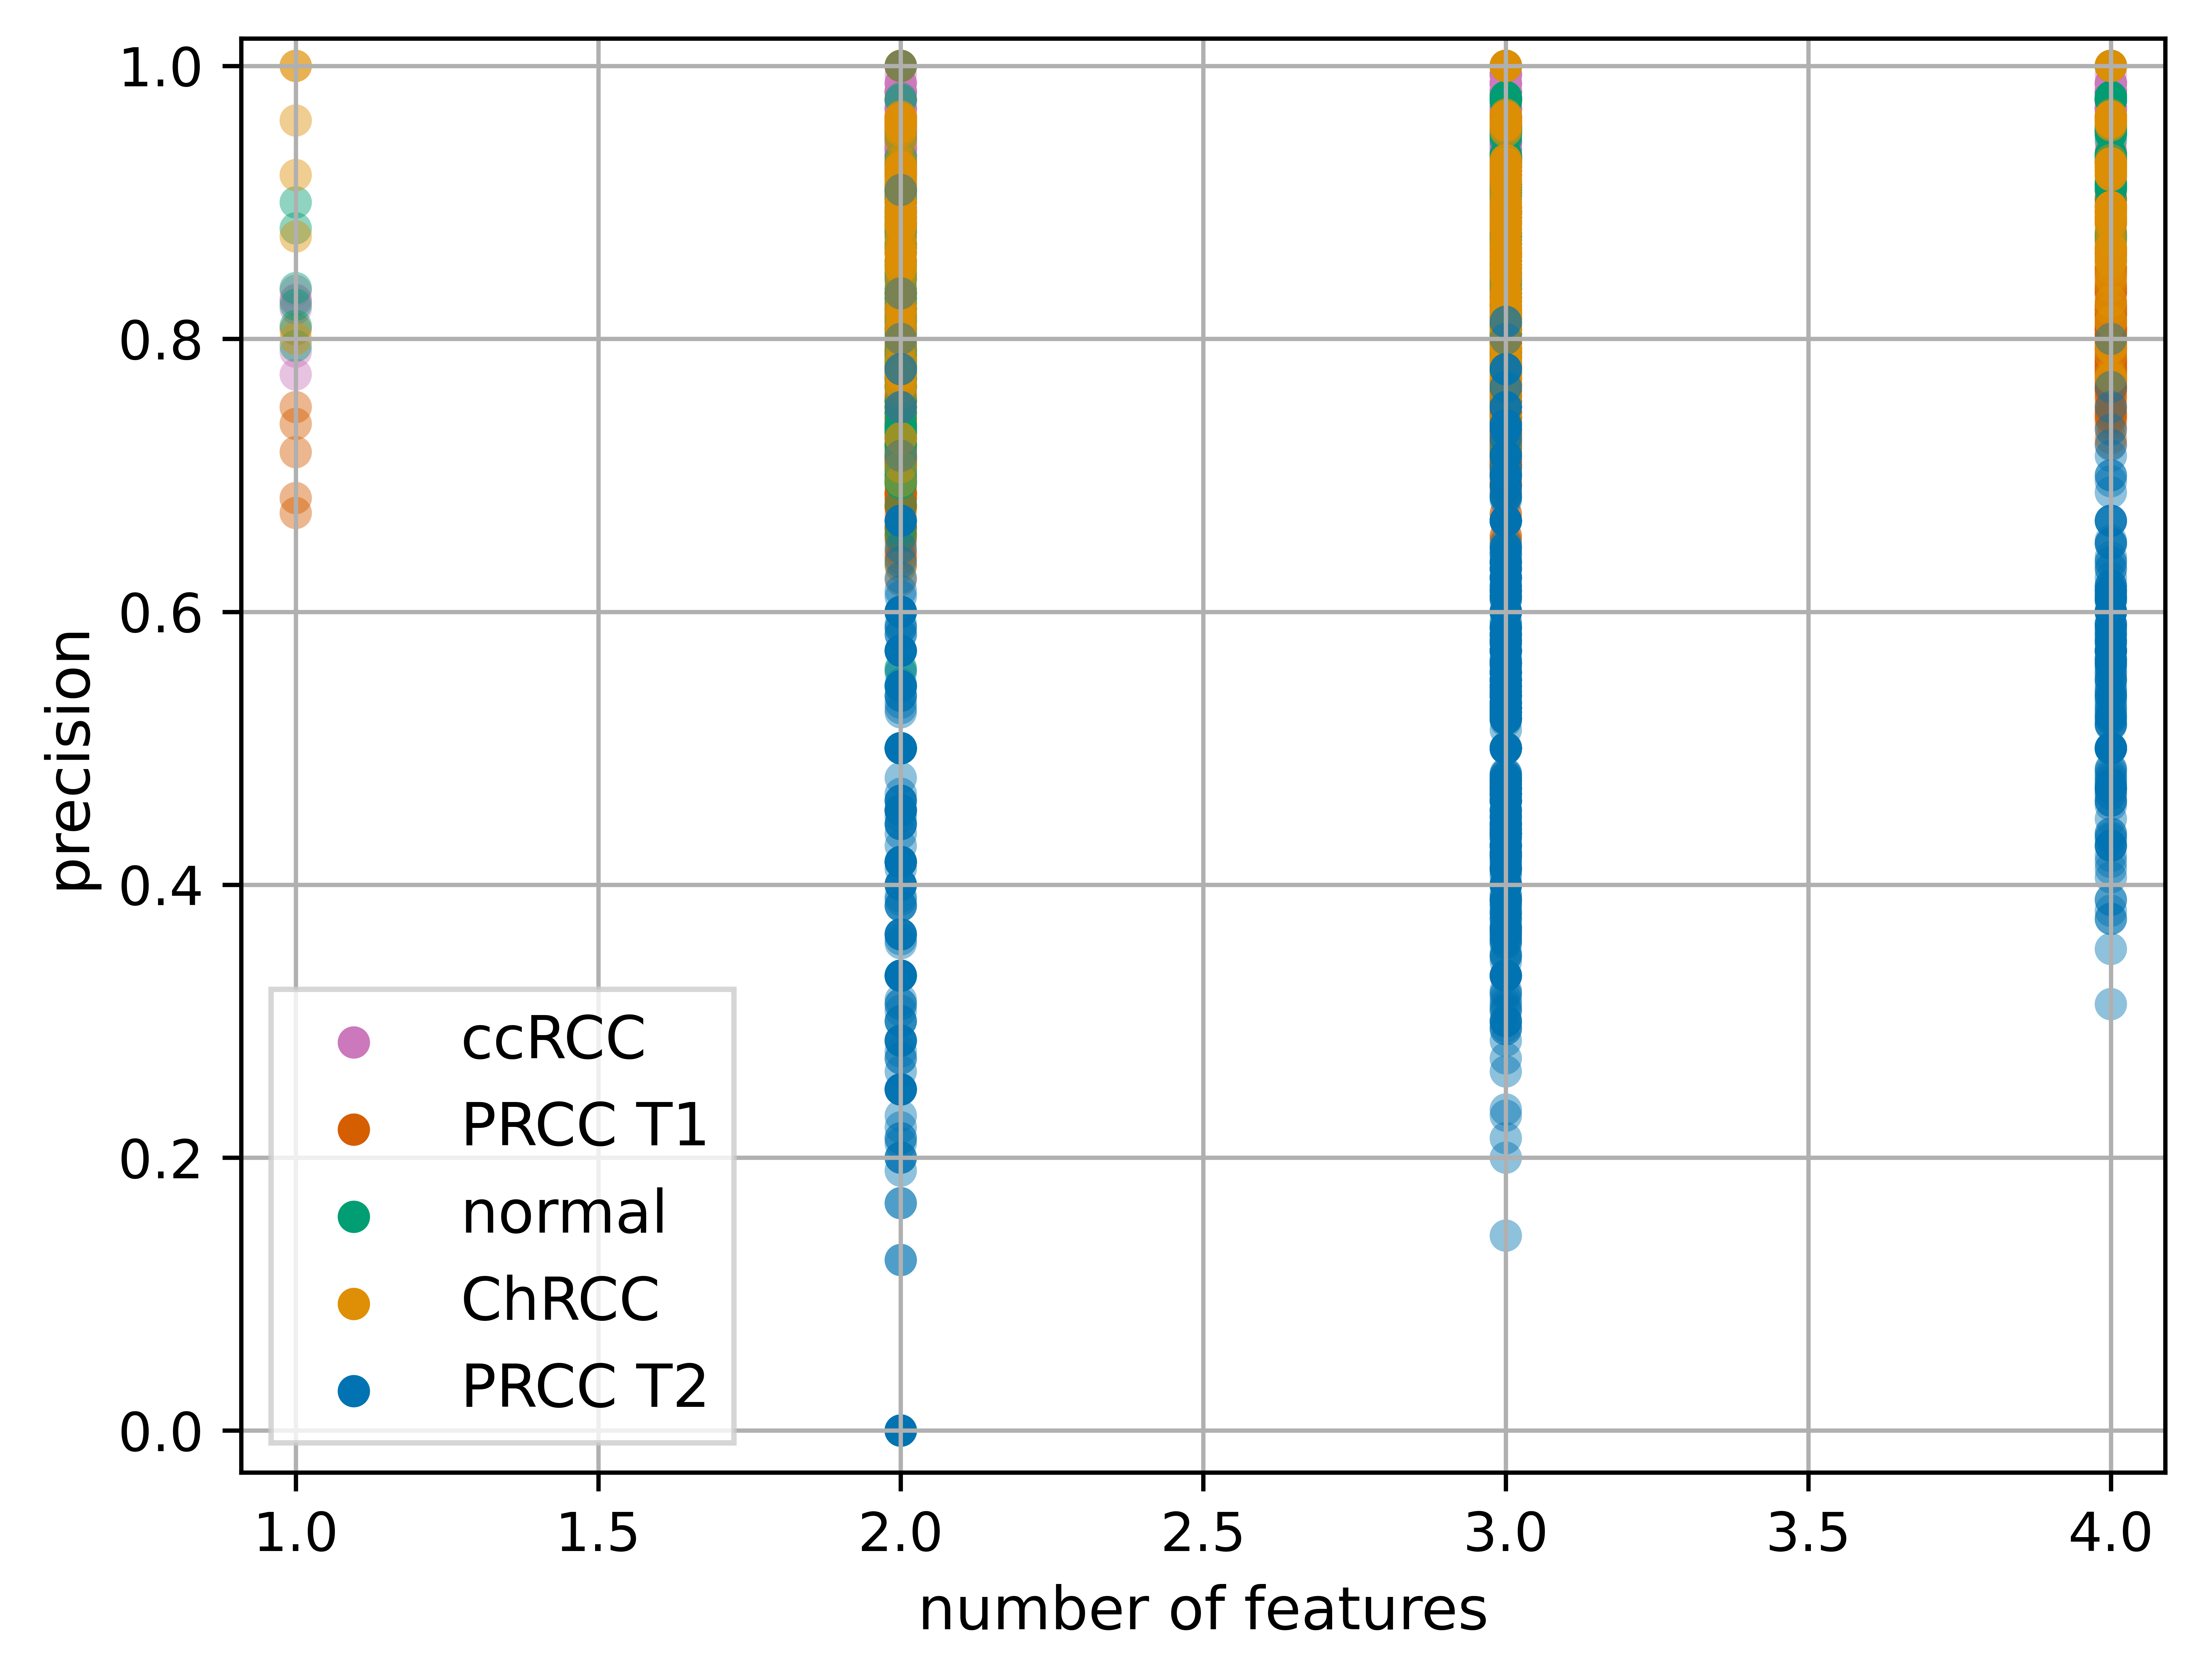 1.0
0.8
0.6
0.4
0.2
0.0
precision
ccRCC
PRCC T1
normal
ChRCC
PRCC T2
1.0 1.5 2.0 2.5 3.0 3.5 4.0
number of features